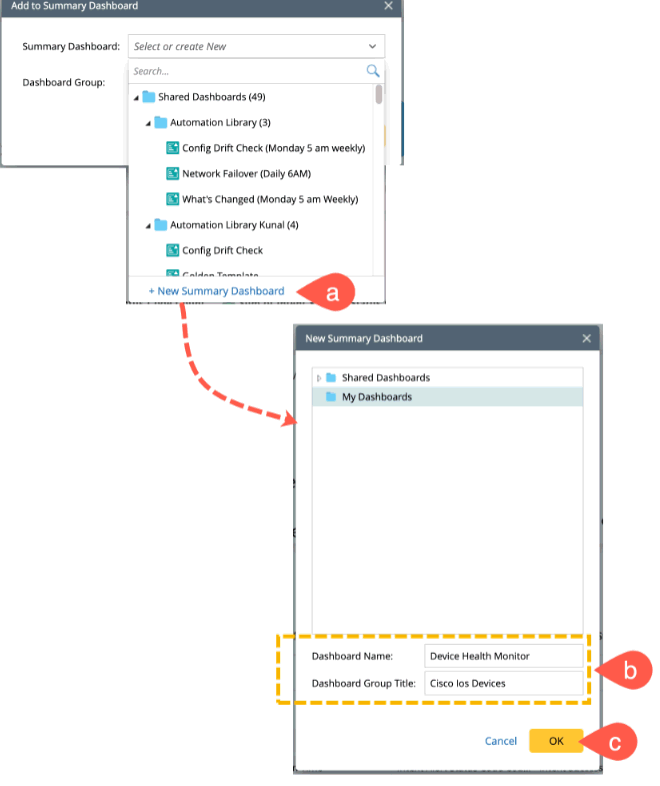 Add to Summary Dashboard
Summary Dashboard: Select or create New
Search...
Dashboard Group:
Shared Dashboards (49)
Automation Library (3)
Config Drift Check (Monday 5 am weekly)
Network Failover (Daily 6AM)
What's Changed (Monday 5 am Weekly)
Automation Library Kunal (4)
Config Drift Check
Golden Template
+ New Summary Dashboard
a
New Summary Dashboard
Shared Dashboards
My Dashboards
Dashboard Name: Device Health Monitor
b
Dashboard Group Title: Cisco Ios Devices
Cancel OK
c